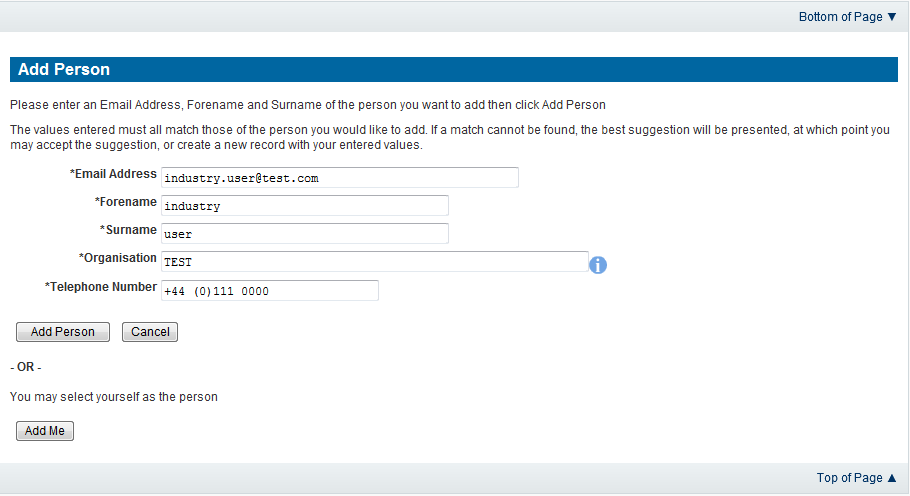 Bottom of Page ▼
Add Person
Please enter an Email Address, Forename and Surname of the person you want to add then click Add Person
The values entered must all match those of the person you would like to add. If a match cannot be found, the best suggestion will be presented, at which point you
may accept the suggestion, or create a new record with your entered values.
*Email Address industry.user@test.com
*Forename industry
*Surname user
*Organisation TEST i
*Telephone Number +44 (0)111 0000
Add Person Cancel
- OR -
You may select yourself as the person
Add Me
Top of Page ▲